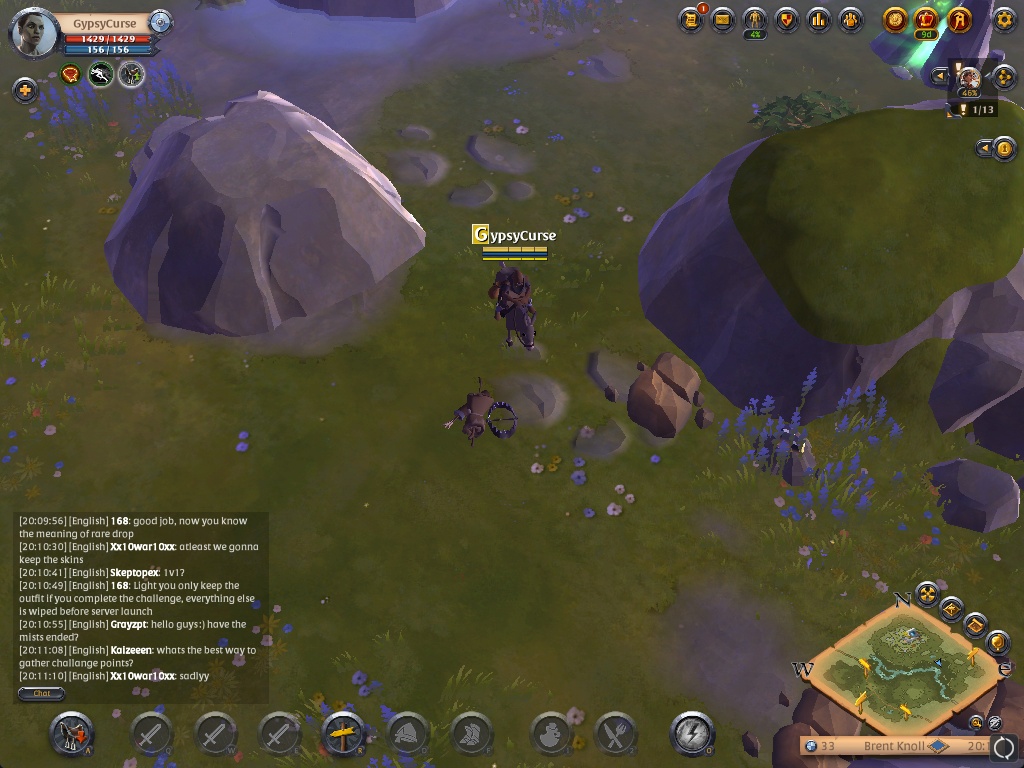 GypsyCurse
1429 / 1429
156 / 156
1
4%
9d
46%
1/13
1
GypsyCurse
[20:09:56] [English] 168: good job, now you know
the meaning of rare drop
[20:10:30] [English] Xx10war10xx: atleast we gonna
keep the skins
[20:10:41] [English] Skeptopex: 1v1?
[20:10:49] [English] 168: Light you only keep the
outfit if you complete the challenge, everything else
is wiped before server launch
[20:10:55] [English] Grayzpt: hello guys:) have the
mists ended?
[20:11:08] [English] Kaizeeen: whats the best way to
gather challange points?
[20:11:10] [English] Xx10war10xx: sadlyy
Chat
N
W
E
A
Q
W
E
R
D
F
33
Brent Knoll
20: